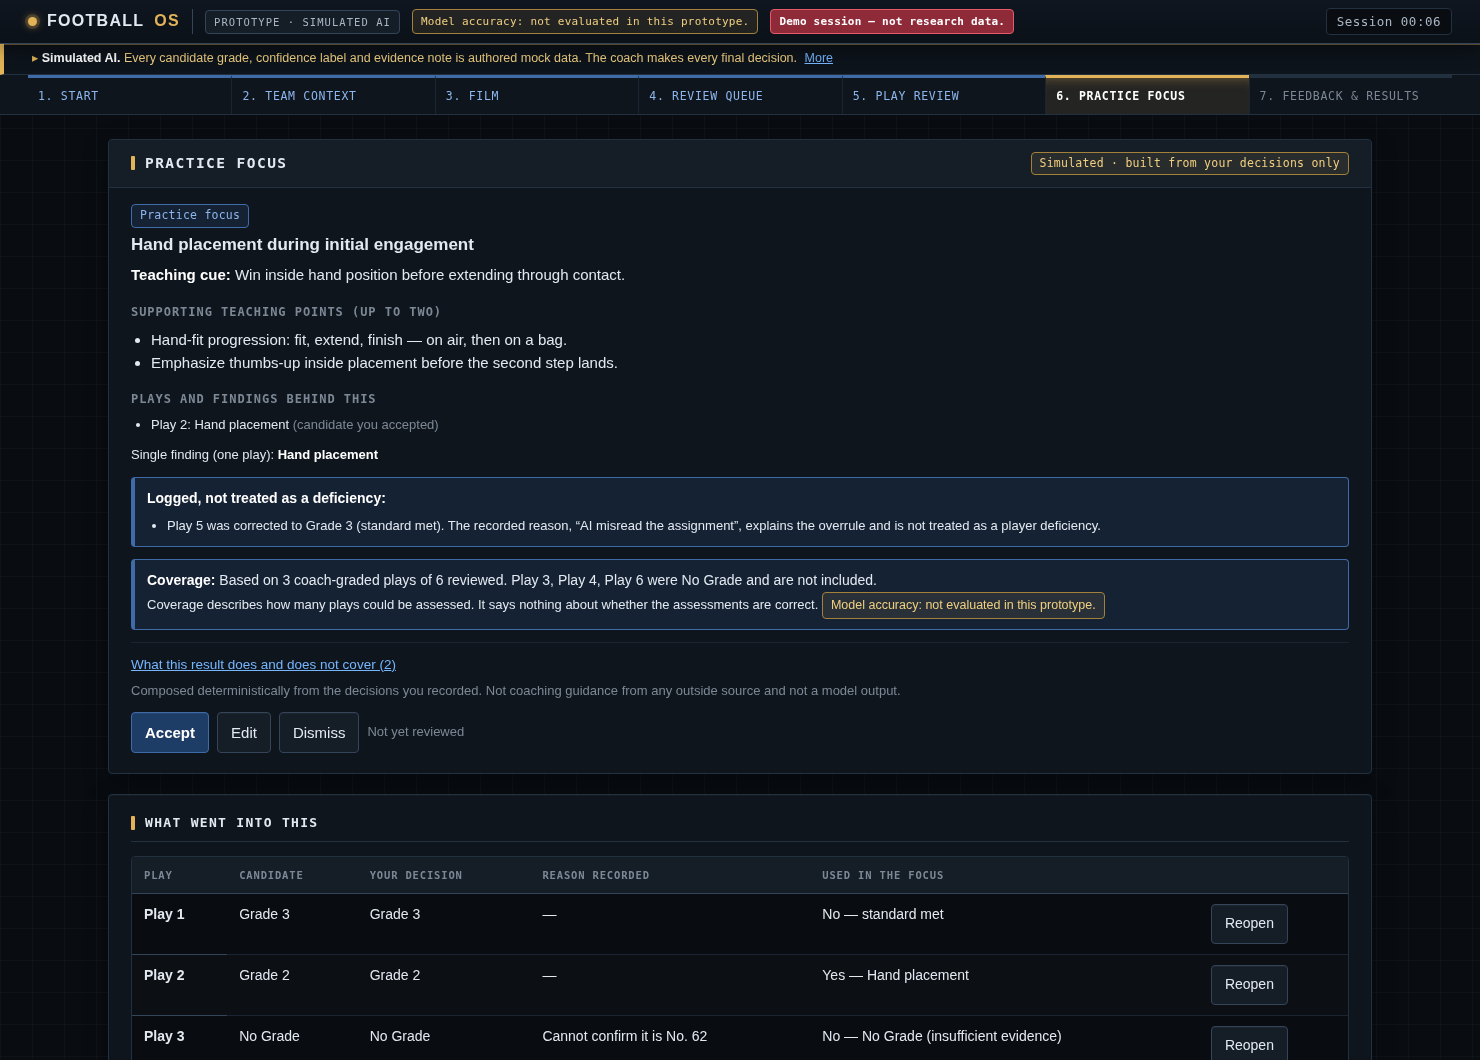 FOOTBALL OS
PROTOTYPE · SIMULATED AI
Model accuracy: not evaluated in this prototype.
Demo session — not research data.
Session 00:06
▸ Simulated AI. Every candidate grade, confidence label and evidence note is authored mock data. The coach makes every final decision. More
1. START
2. TEAM CONTEXT
3. FILM
4. REVIEW QUEUE
5. PLAY REVIEW
6. PRACTICE FOCUS
7. FEEDBACK & RESULTS
PRACTICE FOCUS
Simulated · built from your decisions only
Practice focus
Hand placement during initial engagement
Teaching cue: Win inside hand position before extending through contact.
SUPPORTING TEACHING POINTS (UP TO TWO)
• Hand-fit progression: fit, extend, finish — on air, then on a bag.
• Emphasize thumbs-up inside placement before the second step lands.
PLAYS AND FINDINGS BEHIND THIS
• Play 2: Hand placement (candidate you accepted)
Single finding (one play): Hand placement
Logged, not treated as a deficiency:
• Play 5 was corrected to Grade 3 (standard met). The recorded reason, “AI misread the assignment”, explains the overrule and is not treated as a player deficiency.
Coverage: Based on 3 coach-graded plays of 6 reviewed. Play 3, Play 4, Play 6 were No Grade and are not included.
Coverage describes how many plays could be assessed. It says nothing about whether the assessments are correct. Model accuracy: not evaluated in this prototype.
What this result does and does not cover (2)
Composed deterministically from the decisions you recorded. Not coaching guidance from any outside source and not a model output.
Accept Edit Dismiss Not yet reviewed
WHAT WENT INTO THIS
PLAY CANDIDATE YOUR DECISION REASON RECORDED USED IN THE FOCUS
Play 1 Grade 3 Grade 3 — No — standard met Reopen
Play 2 Grade 2 Grade 2 — Yes — Hand placement Reopen
Play 3 No Grade No Grade Cannot confirm it is No. 62 No — No Grade (insufficient evidence) Reopen